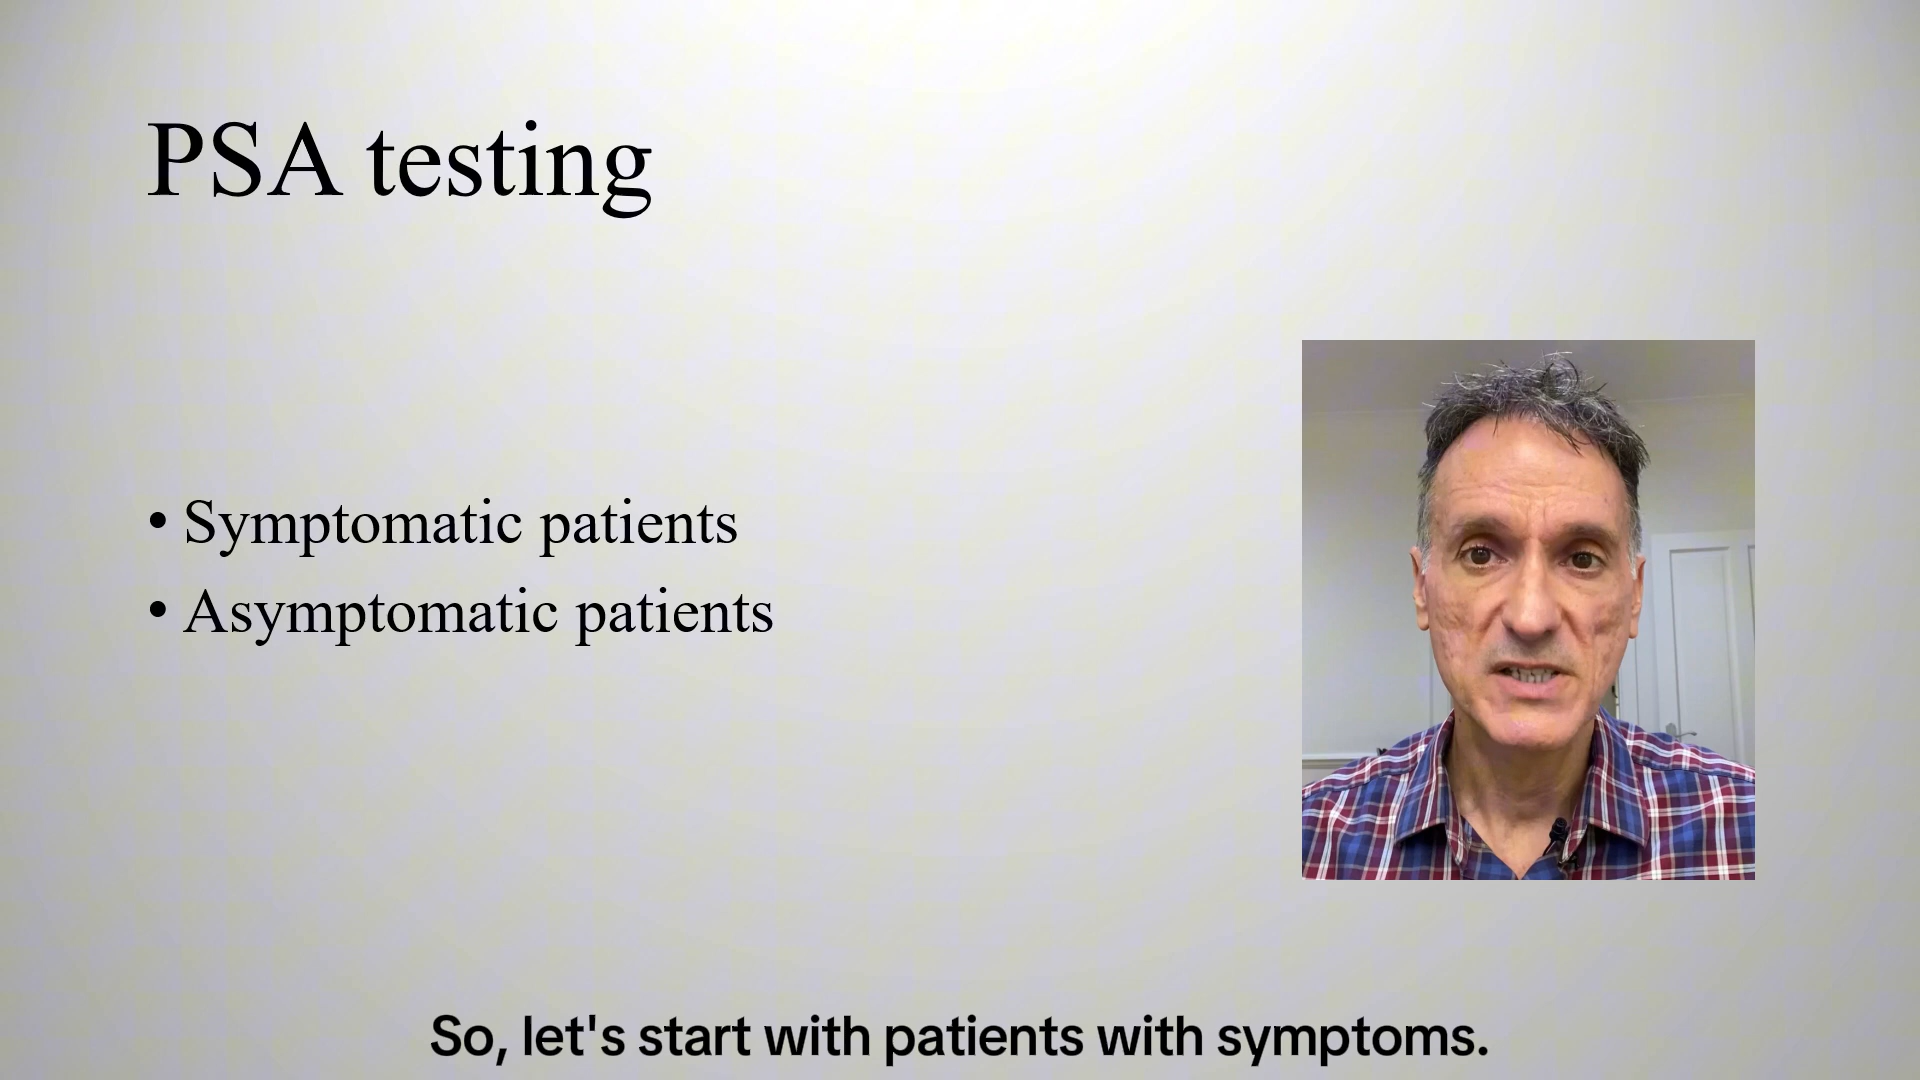 PSA testing
• Symptomatic patients
• Asymptomatic patients
So, let's start with patients with symptoms.